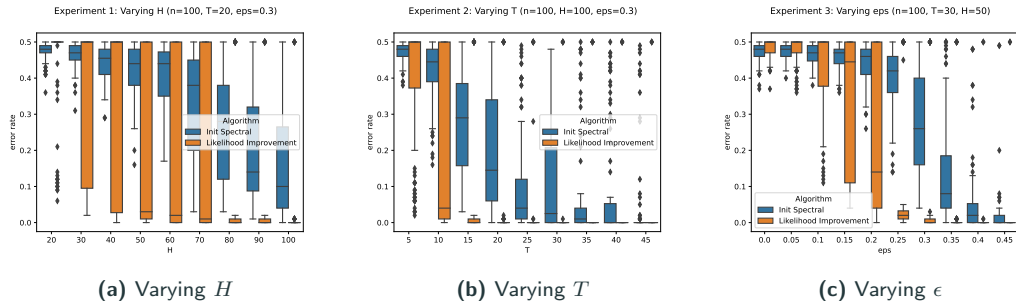 Experiment 1: Varying H (n=100, T=20, eps=0.3)
error rate
0.5
0.4
0.3
0.2
0.1
0.0
Algorithm
Init Spectral
Likelihood Improvement
20 30 40 50 60 70 80 90 100
H
(a) Varying H
Experiment 2: Varying T (n=100, H=100, eps=0.3)
error rate
0.5
0.4
0.3
0.2
0.1
0.0
Algorithm
Init Spectral
Likelihood Improvement
5 10 15 20 25 30 35 40 45
T
(b) Varying T
Experiment 3: Varying eps (n=100, T=30, H=50)
error rate
0.5
0.4
0.3
0.2
0.1
0.0
Algorithm
Init Spectral
Likelihood Improvement
0.0 0.05 0.1 0.15 0.2 0.25 0.3 0.35 0.4 0.45
eps
(c) Varying ϵ